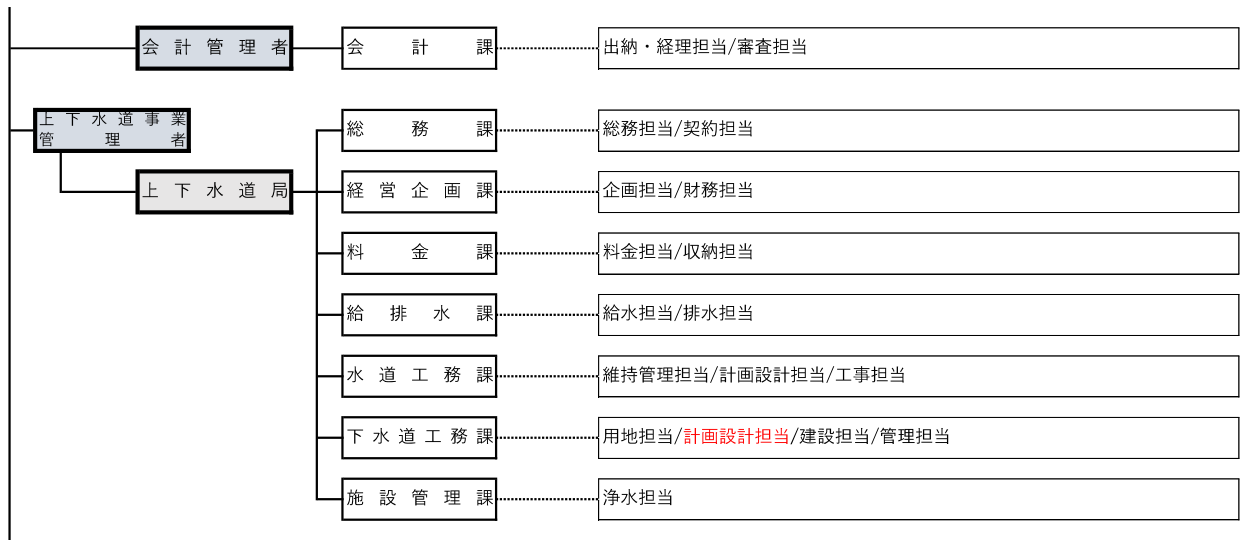 会計管理者
会計課
出納・経理担当/審査担当
上下水道事業
管理者
総務課
総務担当/契約担当
上下水道局
経営企画課
企画担当/財務担当
料金課
料金担当/収納担当
給排水課
給水担当/排水担当
水道工務課
維持管理担当/計画設計担当/工事担当
下水道工務課
用地担当/計画設計担当/建設担当/管理担当
施設管理課
浄水担当